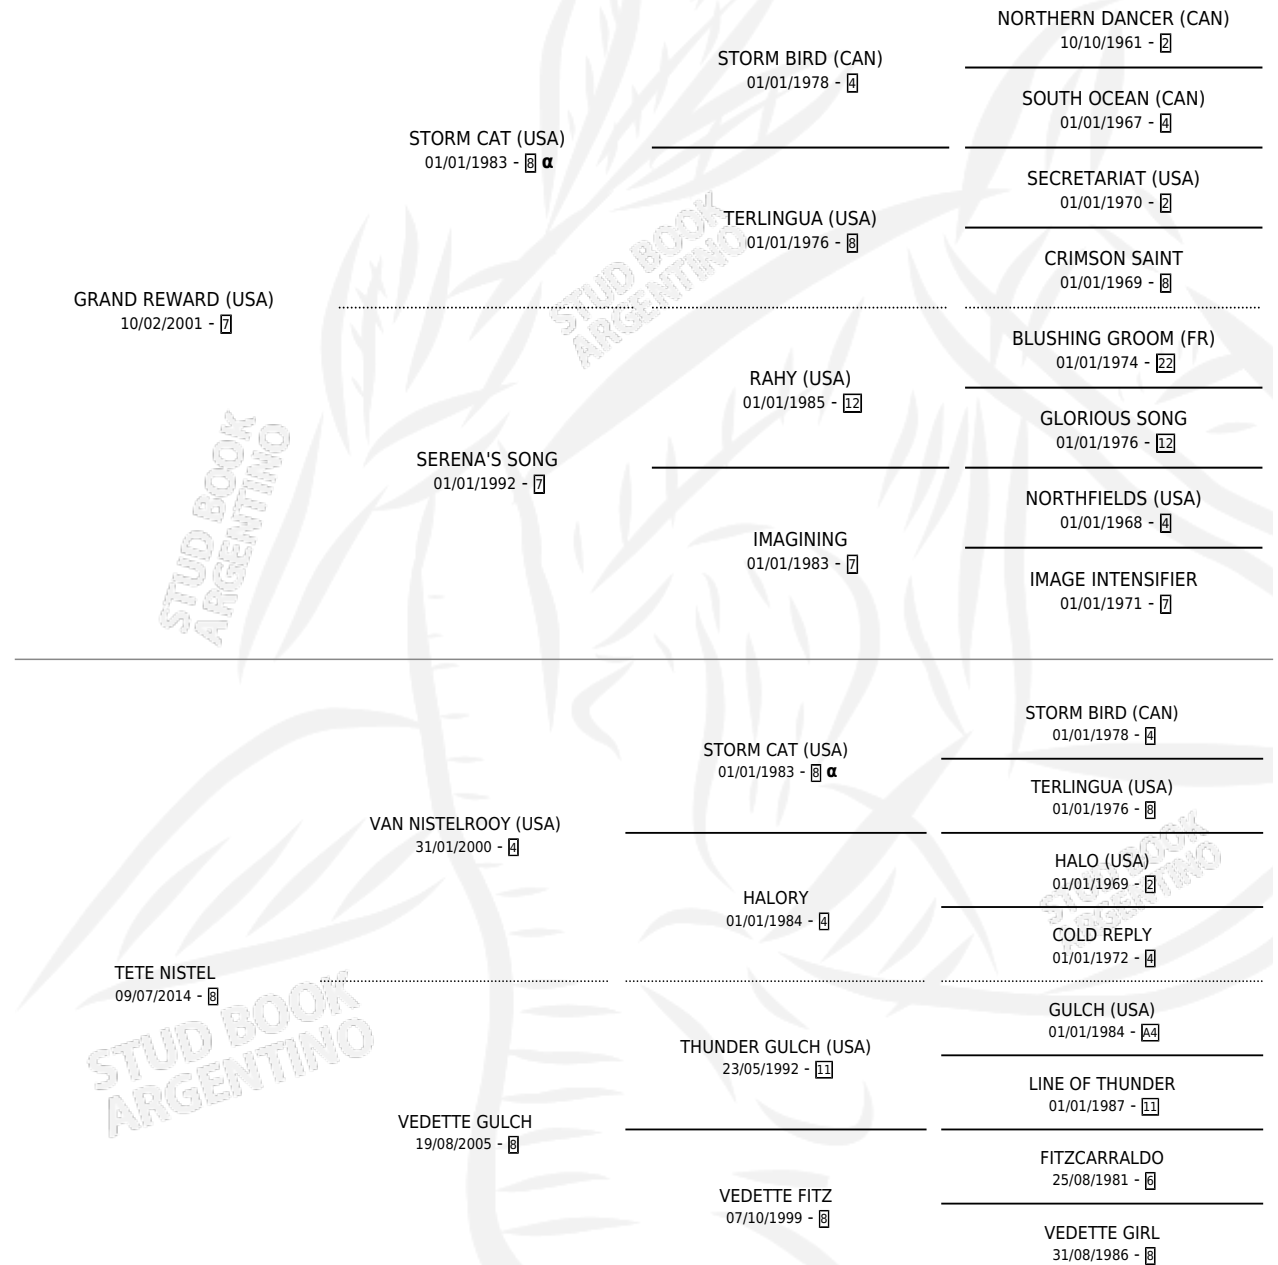 NORTHERN DANCER (CAN)
10/10/1961 - 2
STORM BIRD (CAN)
01/01/1978 - 4
SOUTH OCEAN (CAN)
01/01/1967 - 4
STORM CAT (USA)
01/01/1983 - 8 α
SECRETARIAT (USA)
01/01/1970 - 2
TERLINGUA (USA)
01/01/1976 - 8
CRIMSON SAINT
01/01/1969 - 8
GRAND REWARD (USA)
10/02/2001 - 7
BLUSHING GROOM (FR)
01/01/1974 - 22
RAHY (USA)
01/01/1985 - 12
GLORIOUS SONG
01/01/1976 - 12
SERENA'S SONG
01/01/1992 - 7
NORTHFIELDS (USA)
01/01/1968 - 4
IMAGINING
01/01/1983 - 7
IMAGE INTENSIFIER
01/01/1971 - 7
STORM BIRD (CAN)
01/01/1978 - 4
STORM CAT (USA)
01/01/1983 - 8 α
TERLINGUA (USA)
01/01/1976 - 8
VAN NISTELROOY (USA)
31/01/2000 - 4
HALO (USA)
01/01/1969 - 2
HALORY
01/01/1984 - 4
COLD REPLY
01/01/1972 - 4
TETE NISTEL
09/07/2014 - 8
GULCH (USA)
01/01/1984 - A4
THUNDER GULCH (USA)
23/05/1992 - 11
LINE OF THUNDER
01/01/1987 - 11
VEDETTE GULCH
19/08/2005 - 8
FITZCARRALDO
25/08/1981 - 6
VEDETTE FITZ
07/10/1999 - 8
VEDETTE GIRL
31/08/1986 - 8
STUD BOOK
ARGENTINO
STUD BOOK
ARGENTINO
STUD BOOK
ARGENTINO
STUD BOOK
ARGENTINO